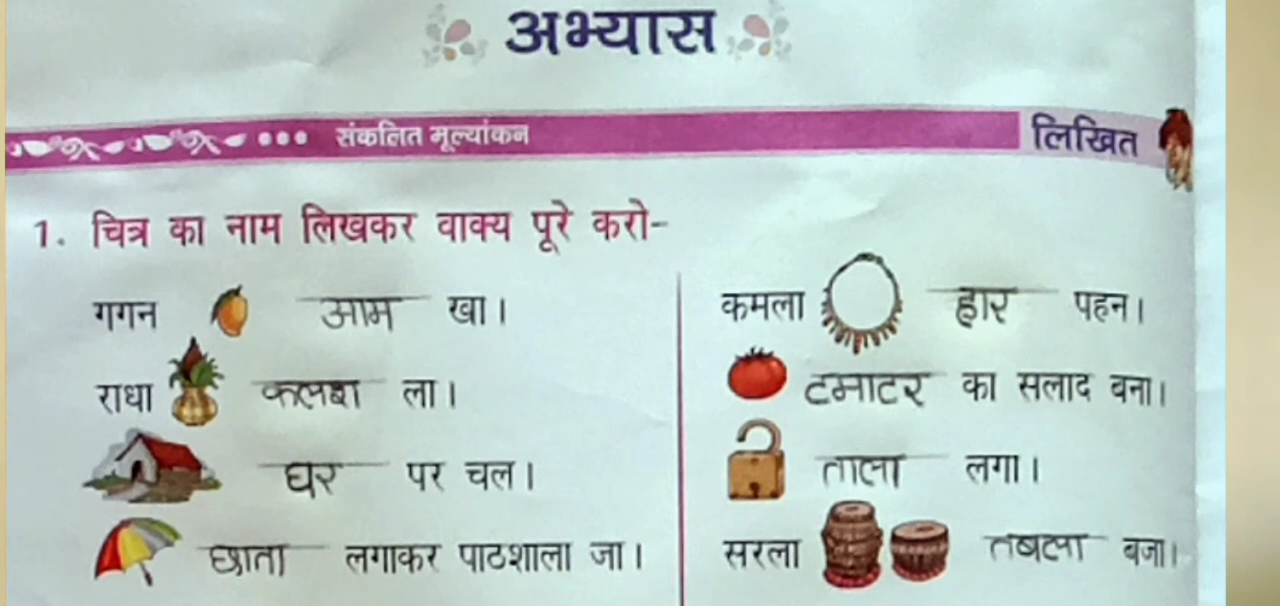 अभ्यास
संकलित मूल्यांकन
लिखित
1. चित्र का नाम लिखकर वाक्य पूरे करो-
गगन आम खा।
राधा कलश ला।
घर पर चल।
छाता लगाकर पाठशाला जा।
कमला हार पहन।
टमाटर का सलाद बना।
ताला लगा।
सरला तबला बजा।